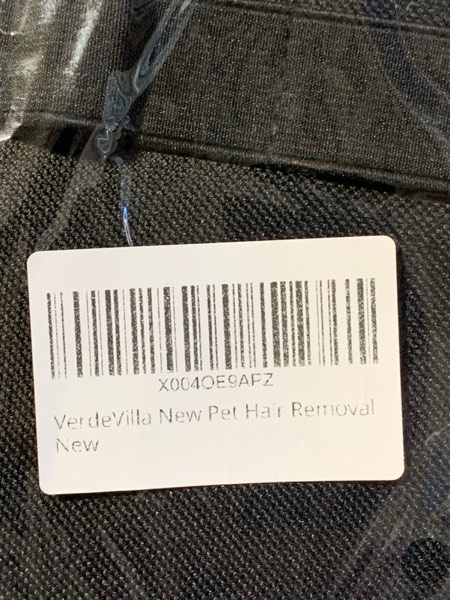 X004OE9APZ
VerdeVilla New Pet Hair Removal
New